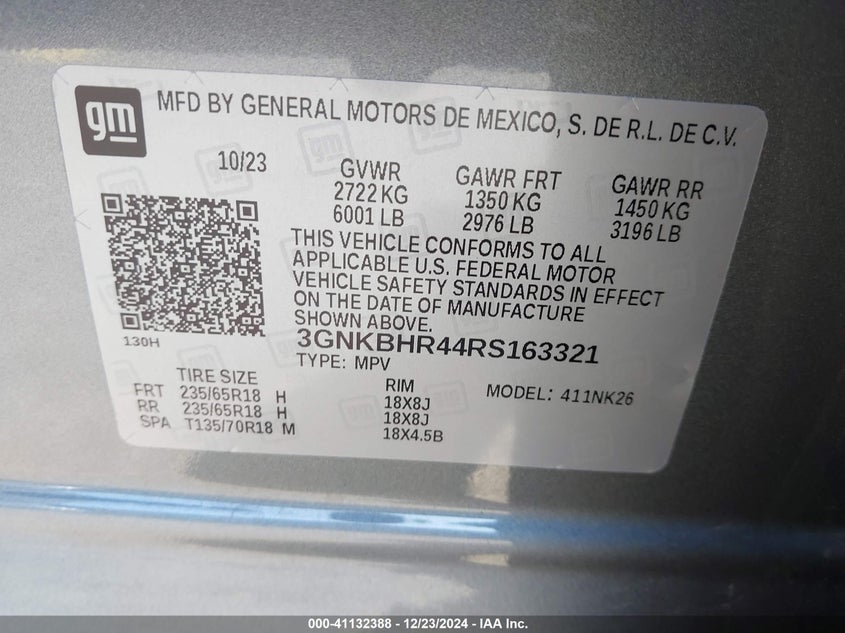 gm MFD BY GENERAL MOTORS DE MEXICO, S. DE R.L. DE C.V.
10/23
GVWR GAWR FRT GAWR RR
2722 KG 1350 KG 1450 KG
6001 LB 2976 LB 3196 LB
THIS VEHICLE CONFORMS TO ALL
APPLICABLE U.S. FEDERAL MOTOR
VEHICLE SAFETY STANDARDS IN EFFECT
ON THE DATE OF MANUFACTURE
SHOWN ABOVE.
130H
3GNKBHR44RS163321
TYPE: MPV
TIRE SIZE RIM MODEL: 411NK26
FRT 235/65R18 H 18X8J
RR 235/65R18 H 18X8J
SPA T135/70R18 M 18X4.5B
000-41132388 - 12/23/2024 - IAA Inc.